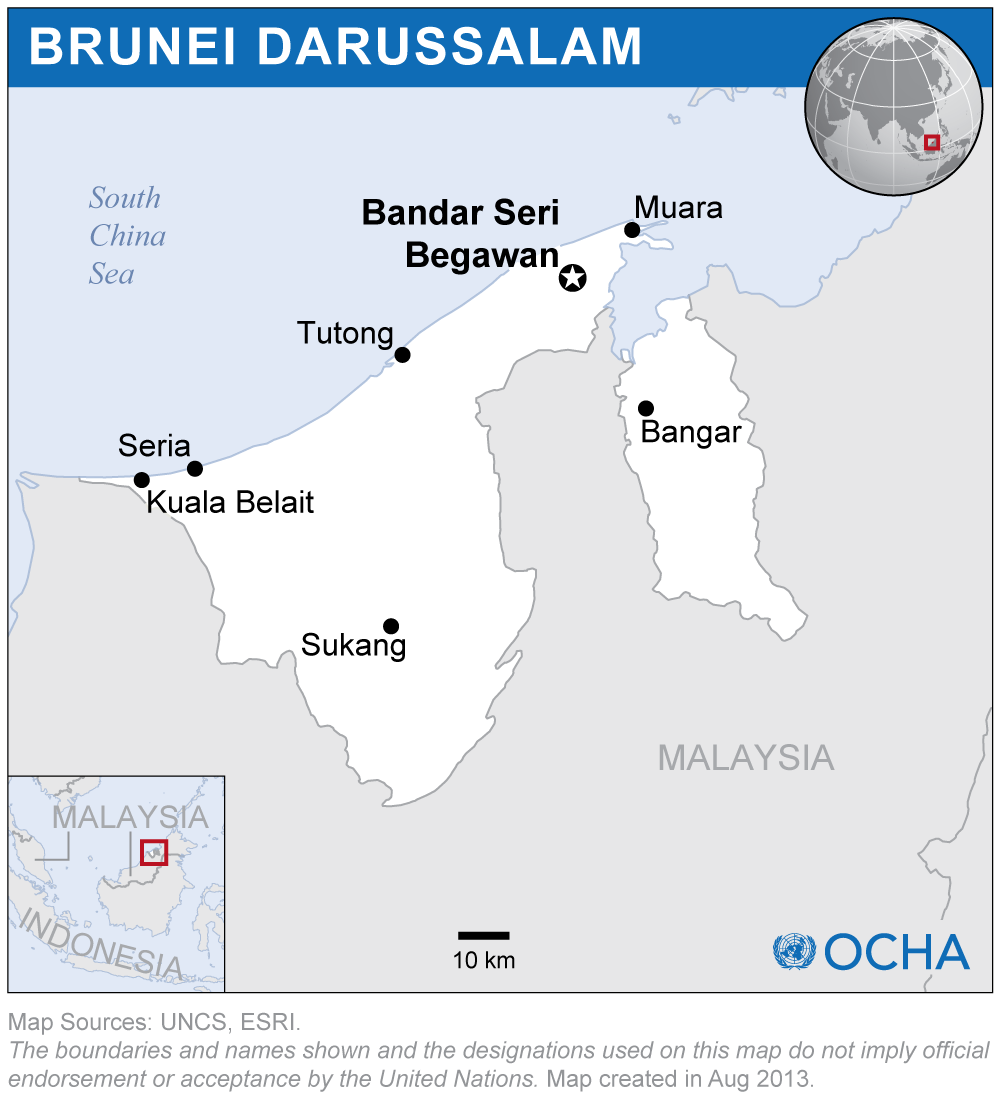 BRUNEI DARUSSALAM
South
China
Sea
Bandar Seri
Begawan
Muara
Tutong
Bangar
Seria
Kuala Belait
Sukang
MALAYSIA
MALAYSIA
INDONESIA
10 km
OCHA
Map Sources: UNCS, ESRI.
The boundaries and names shown and the designations used on this map do not imply official
endorsement or acceptance by the United Nations. Map created in Aug 2013.